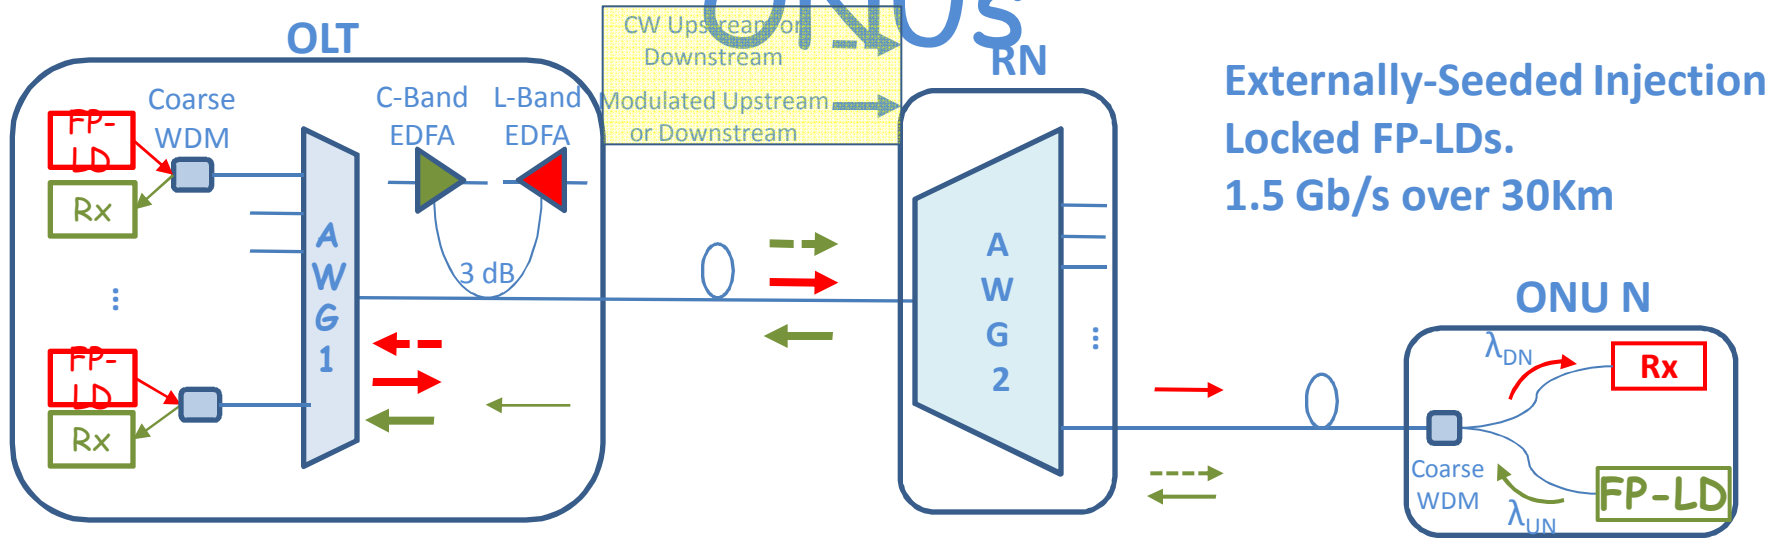 ONUs
OLT
CW Upstream or
Downstream
Modulated Upstream
or Downstream
RN
Externally-Seeded Injection
Locked FP-LDs.
1.5 Gb/s over 30Km
Coarse
WDM
C-Band
EDFA
L-Band
EDFA
FP-
LD
Rx
A
W
G
1
3 dB
...
FP-
LD
Rx
A
W
G
2
...
ONU N
λDN
Rx
Coarse
WDM
λUN
FP-LD